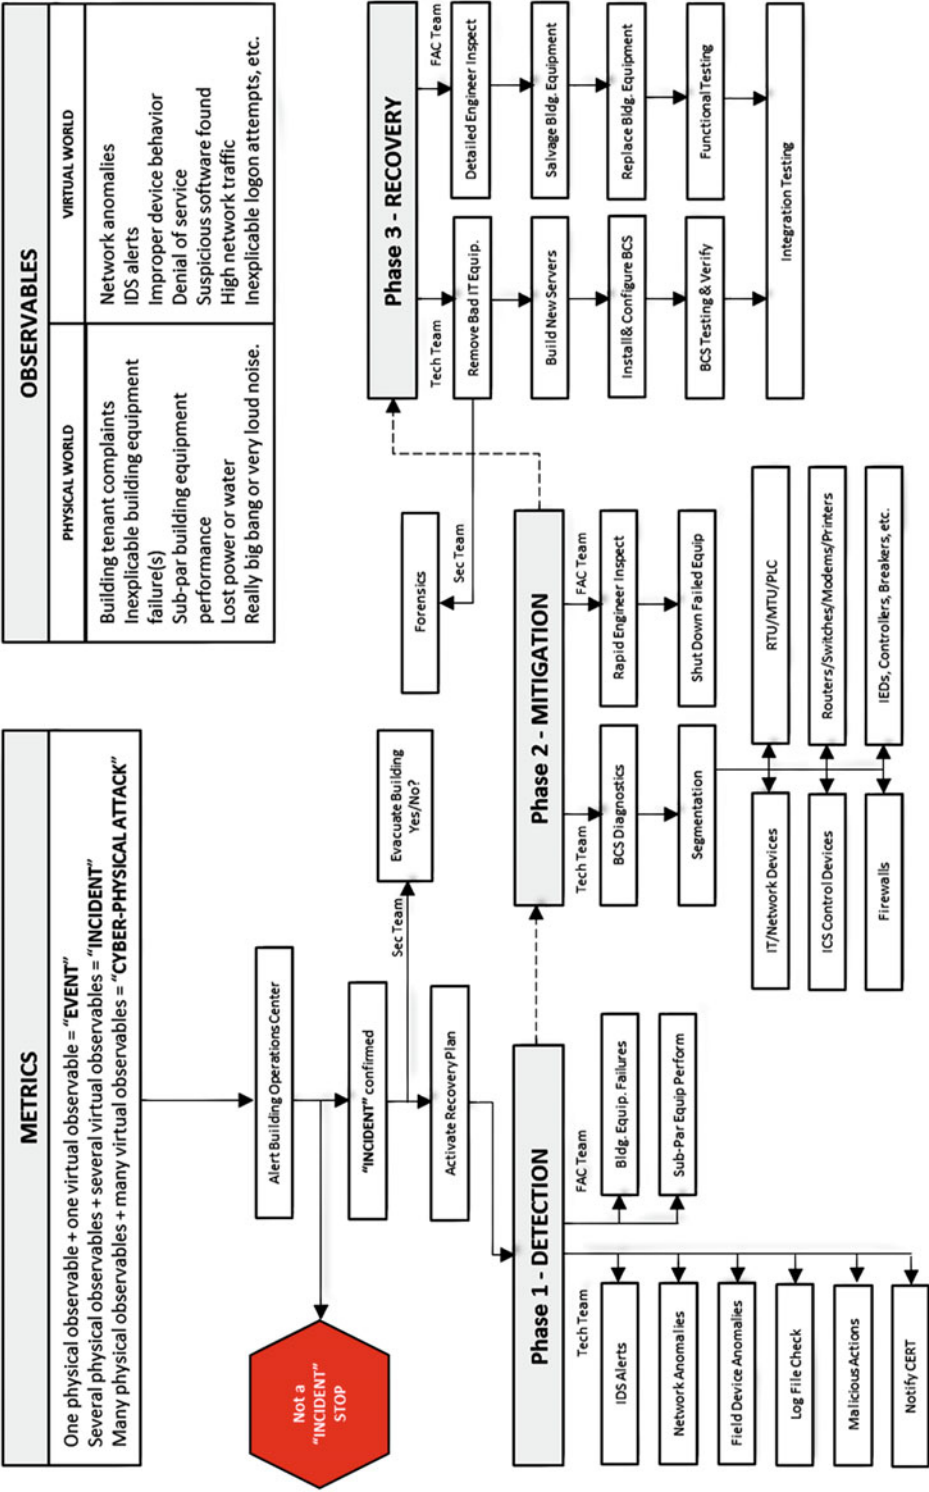 METRICS
One physical observable + one virtual observable = "EVENT"
Several physical observables + several virtual observables = "INCIDENT"
Many physical observables + many virtual observables = "CYBER-PHYSICAL ATTACK"
OBSERVABLES
PHYSICAL WORLD
Building tenant complaints
Inexplicable building equipment
failure(s)
Sub-par building equipment
performance
Lost power or water
Really big bang or very loud noise.
VIRTUAL WORLD
Network anomalies
IDS alerts
Improper device behavior
Denial of service
Suspicious software found
High network traffic
Inexplicable logon attempts, etc.
Alert Building Operations Center
Not a
"INCIDENT"
STOP
"INCIDENT" confirmed
Sec Team
Evacuate Building
Yes/No?
Activate Recovery Plan
Phase 1 - DETECTION
Tech Team
IDS Alerts
Network Anomalies
Field Device Anomalies
Log File Check
Malicious Actions
Notify CERT
FAC Team
Bldg. Equip. Failures
Sub-Par Equip Perform
Phase 2 - MITIGATION
Tech Team
BCS Diagnostics
Segmentation
IT/Network Devices
ICS Control Devices
Firewalls
RTU/MTU/PLC
Routers/Switches/Modems/Printers
IEDs, Controllers, Breakers, etc.
FAC Team
Rapid Engineer Inspect
Shut Down Failed Equip
Forensics
Sec Team
Phase 3 - RECOVERY
Tech Team
Remove Bad IT Equip.
Build New Servers
Install & Configure BCS
BCS Testing & Verify
FAC Team
Detailed Engineer Inspect
Salvage Bldg. Equipment
Replace Bldg. Equipment
Functional Testing
Integration Testing